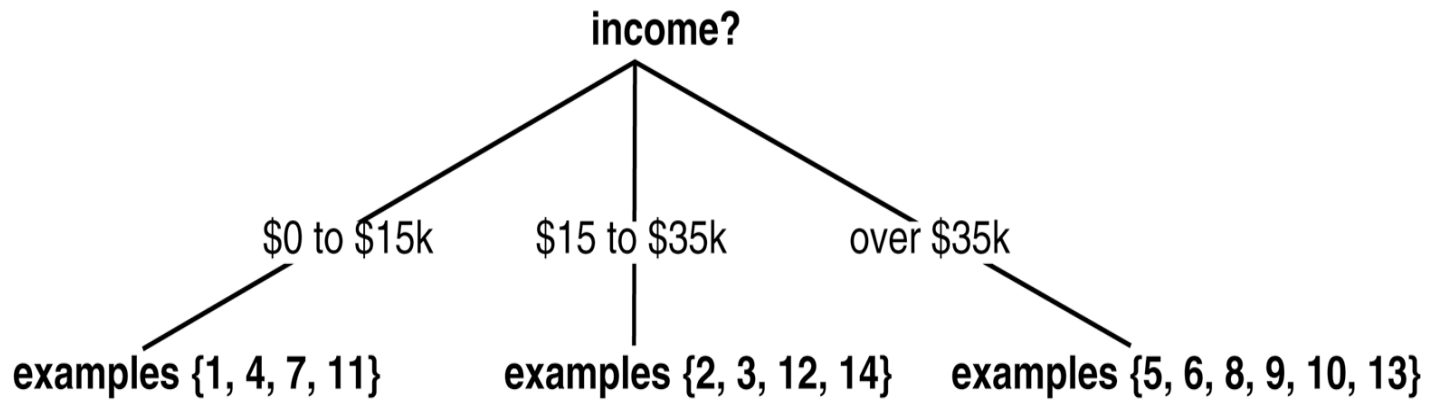 income?
$0 to $15k $15 to $35k over $35k
examples {1, 4, 7, 11} examples {2, 3, 12, 14} examples {5, 6, 8, 9, 10, 13}